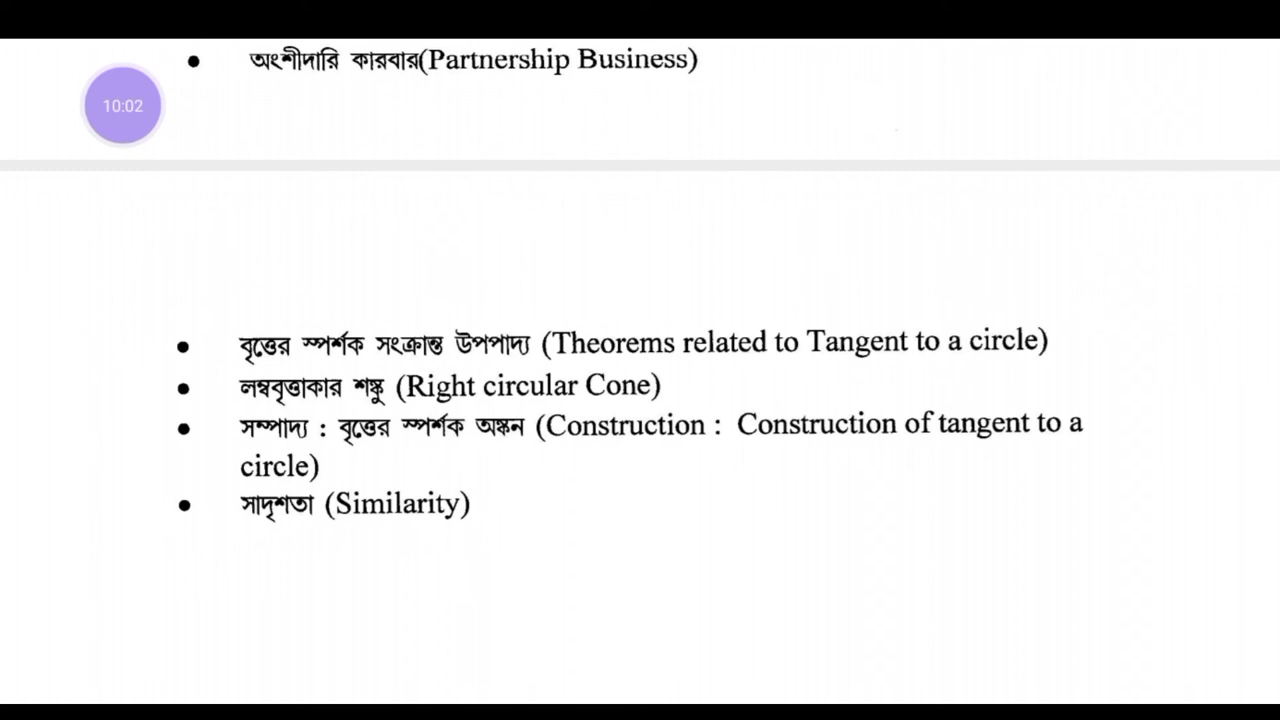 • অংশীদারি কারবার(Partnership Business)
10:02
• বৃত্তের স্পর্শক সংক্রান্ত উপপাদ্য (Theorems related to Tangent to a circle)
• লম্ববৃত্তাকার শঙ্কু (Right circular Cone)
• সম্পাদ্য : বৃত্তের স্পর্শক অঙ্কন (Construction : Construction of tangent to a
circle)
• সাদৃশতা (Similarity)